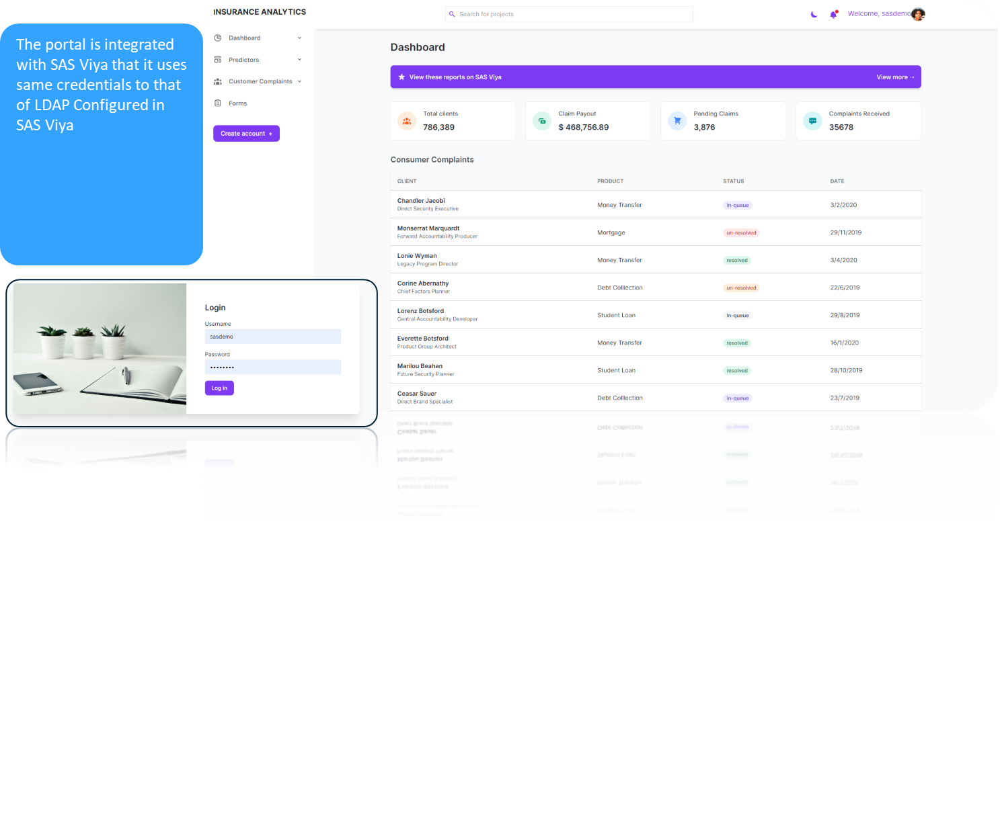 INSURANCE ANALYTICS
Search for projects
Welcome, sasdemo
The portal is integrated
with SAS Viya that it uses
same credentials to that
of LDAP Configured in
SAS Viya
Dashboard
Predictors
Customer Complaints
Forms
Create account +
Dashboard
View these reports on SAS Viya
View more →
Total clients
786,389
Claim Payout
$ 468,756.89
Pending Claims
3,876
Complaints Received
35678
Consumer Complaints
CLIENT PRODUCT STATUS DATE
Chandler Jacobi
Direct Security Executive
Money Transfer In-queue 3/2/2020
Monserrat Marquardt
Forward Accountability Producer
Mortgage un-resolved 29/11/2019
Lonie Wyman
Legacy Program Director
Money Transfer resolved 3/4/2020
Corine Abernathy
Chief Factors Planner
Debt Colllection un-resolved 22/6/2019
Lorenz Botsford
Central Accountability Developer
Student Loan In-queue 29/8/2019
Everette Botsford
Product Group Architect
Money Transfer resolved 16/1/2020
Marilou Beahan
Future Security Planner
Student Loan resolved 28/10/2019
Ceasar Sauer
Direct Brand Specialist
Debt Colllection In-queue 23/7/2019
Login
Username
sasdemo
Password
••••••••
Log in